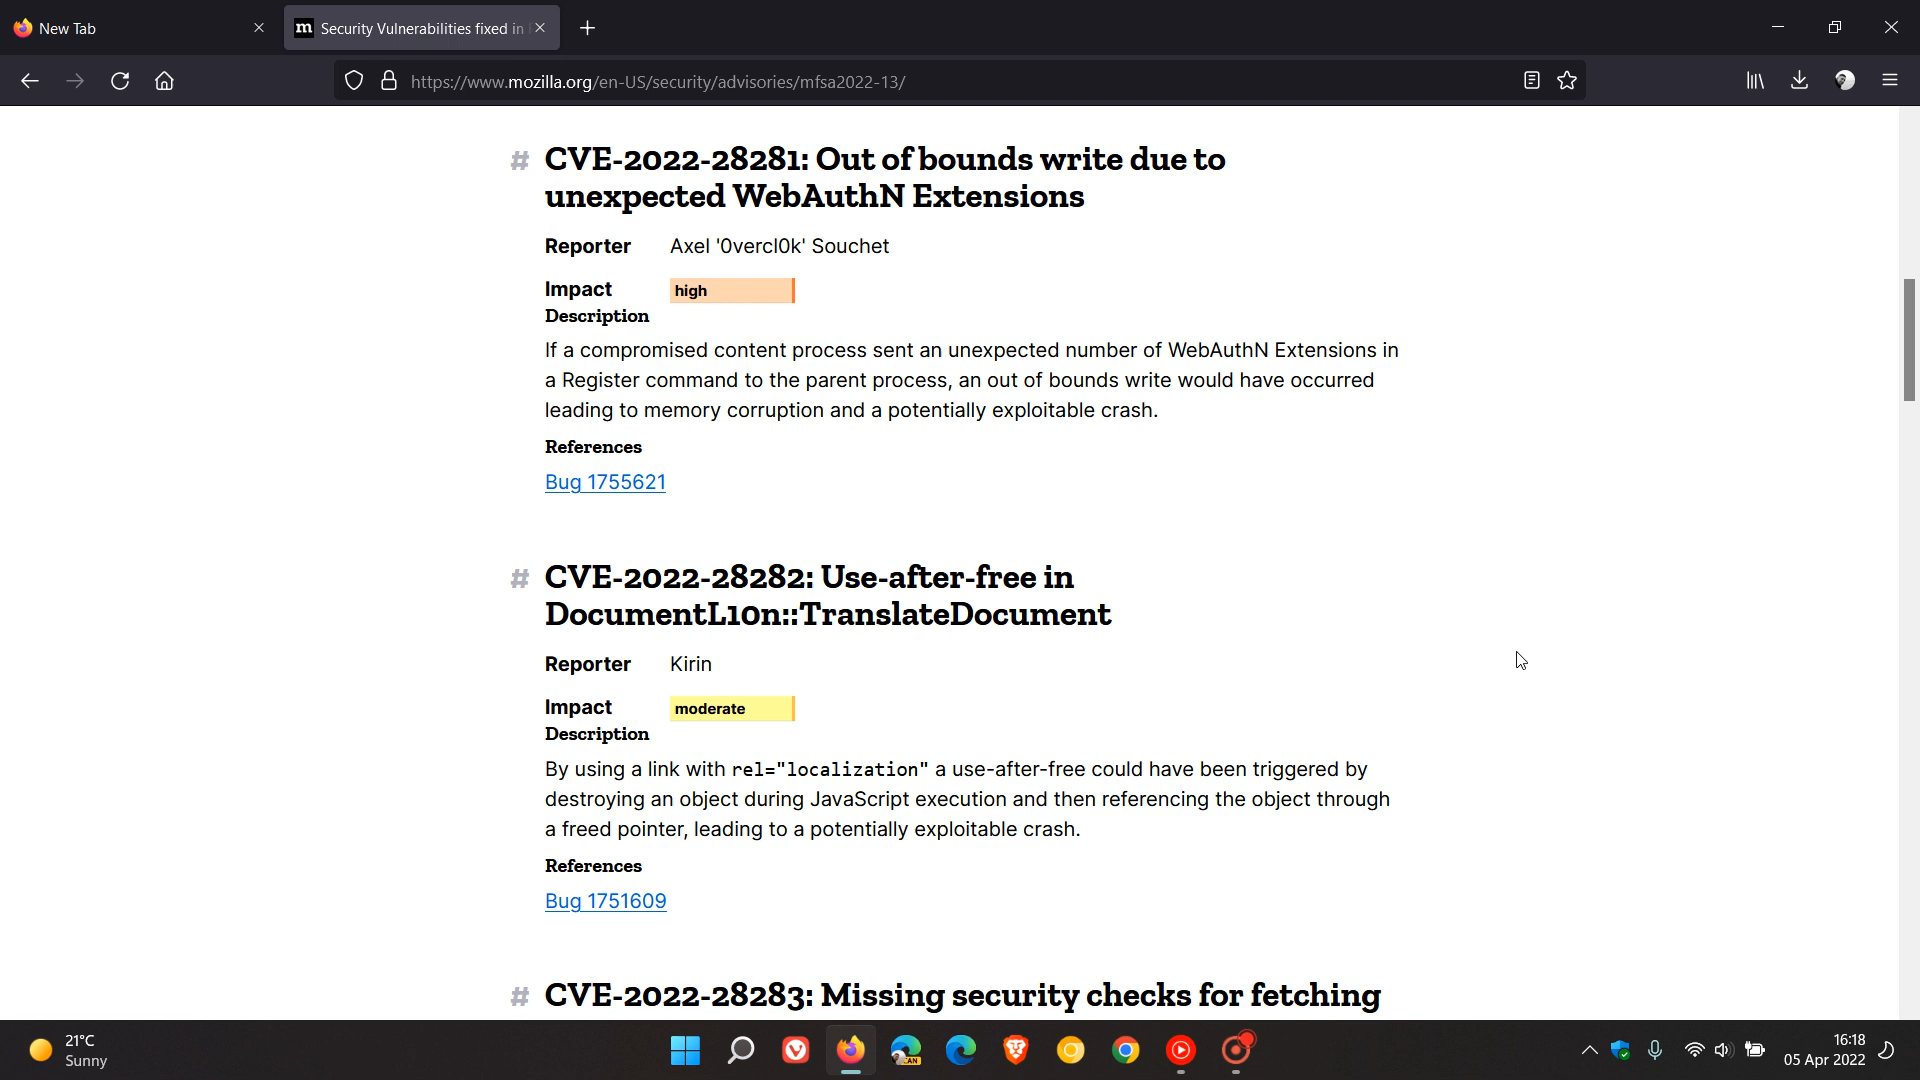 New Tab
Security Vulnerabilities fixed in
https://www.mozilla.org/en-US/security/advisories/mfsa2022-13/
# CVE-2022-28281: Out of bounds write due to
unexpected WebAuthN Extensions
Reporter Axel '0vercl0k' Souchet
Impact high
Description
If a compromised content process sent an unexpected number of WebAuthN Extensions in
a Register command to the parent process, an out of bounds write would have occurred
leading to memory corruption and a potentially exploitable crash.
References
Bug 1755621
# CVE-2022-28282: Use-after-free in
DocumentL10n::TranslateDocument
Reporter Kirin
Impact moderate
Description
By using a link with rel="localization" a use-after-free could have been triggered by
destroying an object during JavaScript execution and then referencing the object through
a freed pointer, leading to a potentially exploitable crash.
References
Bug 1751609
# CVE-2022-28283: Missing security checks for fetching
21°C
Sunny
CAN
16:18
05 Apr 2022